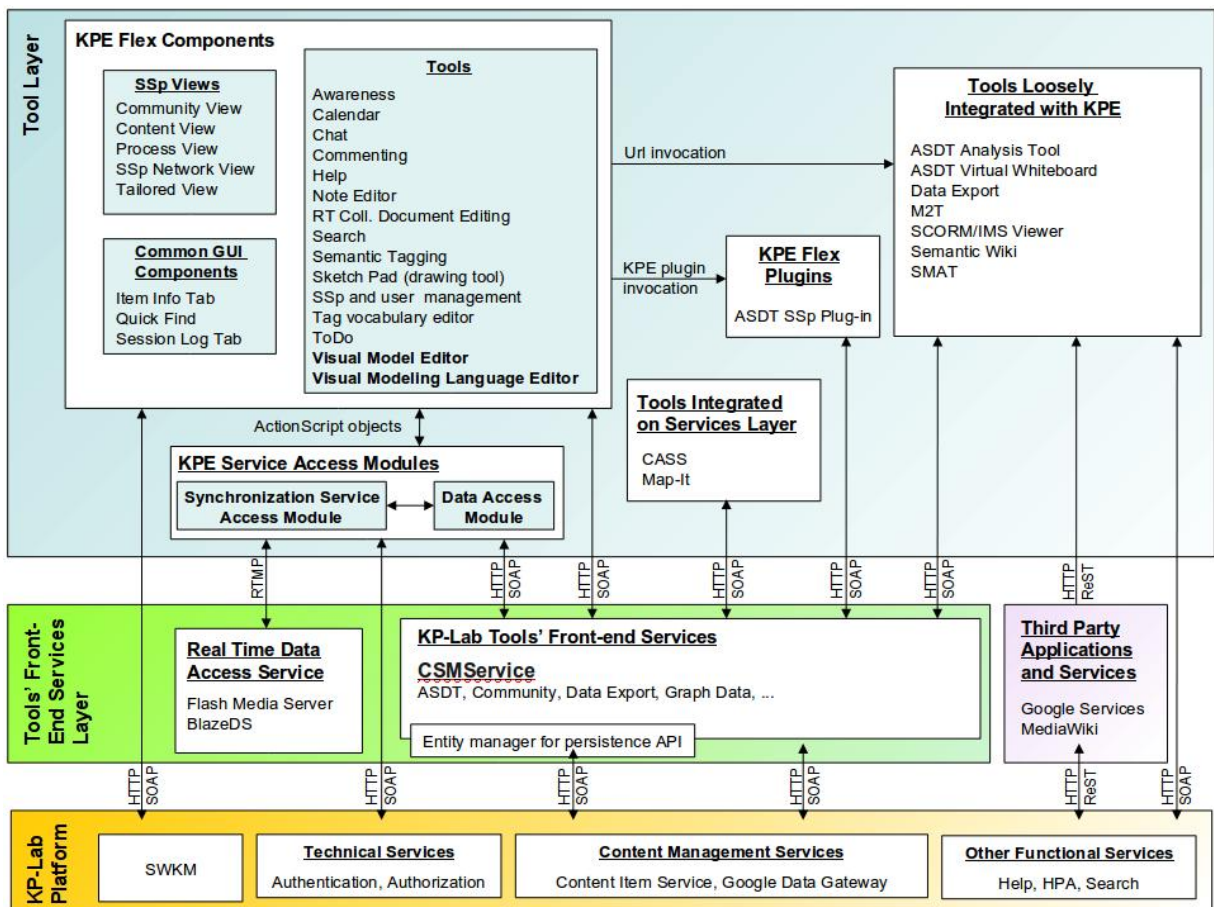 Tool Layer
KPE Flex Components
SSp Views
Community View
Content View
Process View
SSp Network View
Tailored View
Common GUI
Components
Item Info Tab
Quick Find
Session Log Tab
Tools
Awareness
Calendar
Chat
Commenting
Help
Note Editor
RT Coll. Document Editing
Search
Semantic Tagging
Sketch Pad (drawing tool)
SSp and user management
Tag vocabulary editor
ToDo
Visual Model Editor
Visual Modeling Language Editor
Url invocation
KPE plugin
invocation
Tools Loosely
Integrated with KPE
ASDT Analysis Tool
ASDT Virtual Whiteboard
Data Export
M2T
SCORM/IMS Viewer
Semantic Wiki
SMAT
KPE Flex
Plugins
ASDT SSp Plug-in
Tools Integrated
on Services Layer
CASS
Map-It
ActionScript objects
KPE Service Access Modules
Synchronization Service
Access Module
Data Access
Module
RTMP
HTTP
SOAP
HTTP
SOAP
HTTP
SOAP
HTTP
SOAP
HTTP
SOAP
HTTP
ReST
Tools' Front-
End Services
Layer
Real Time Data
Access Service
Flash Media Server
BlazeDS
KP-Lab Tools' Front-end Services
CSMService
ASDT, Community, Data Export, Graph Data, ...
Entity manager for persistence API
Third Party
Applications
and Services
Google Services
MediaWiki
HTTP
SOAP
HTTP
SOAP
HTTP
SOAP
HTTP
SOAP
HTTP
ReST
HTTP
SOAP
KP-Lab
Platform
SWKM
Technical Services
Authentication, Authorization
Content Management Services
Content Item Service, Google Data Gateway
Other Functional Services
Help, HPA, Search